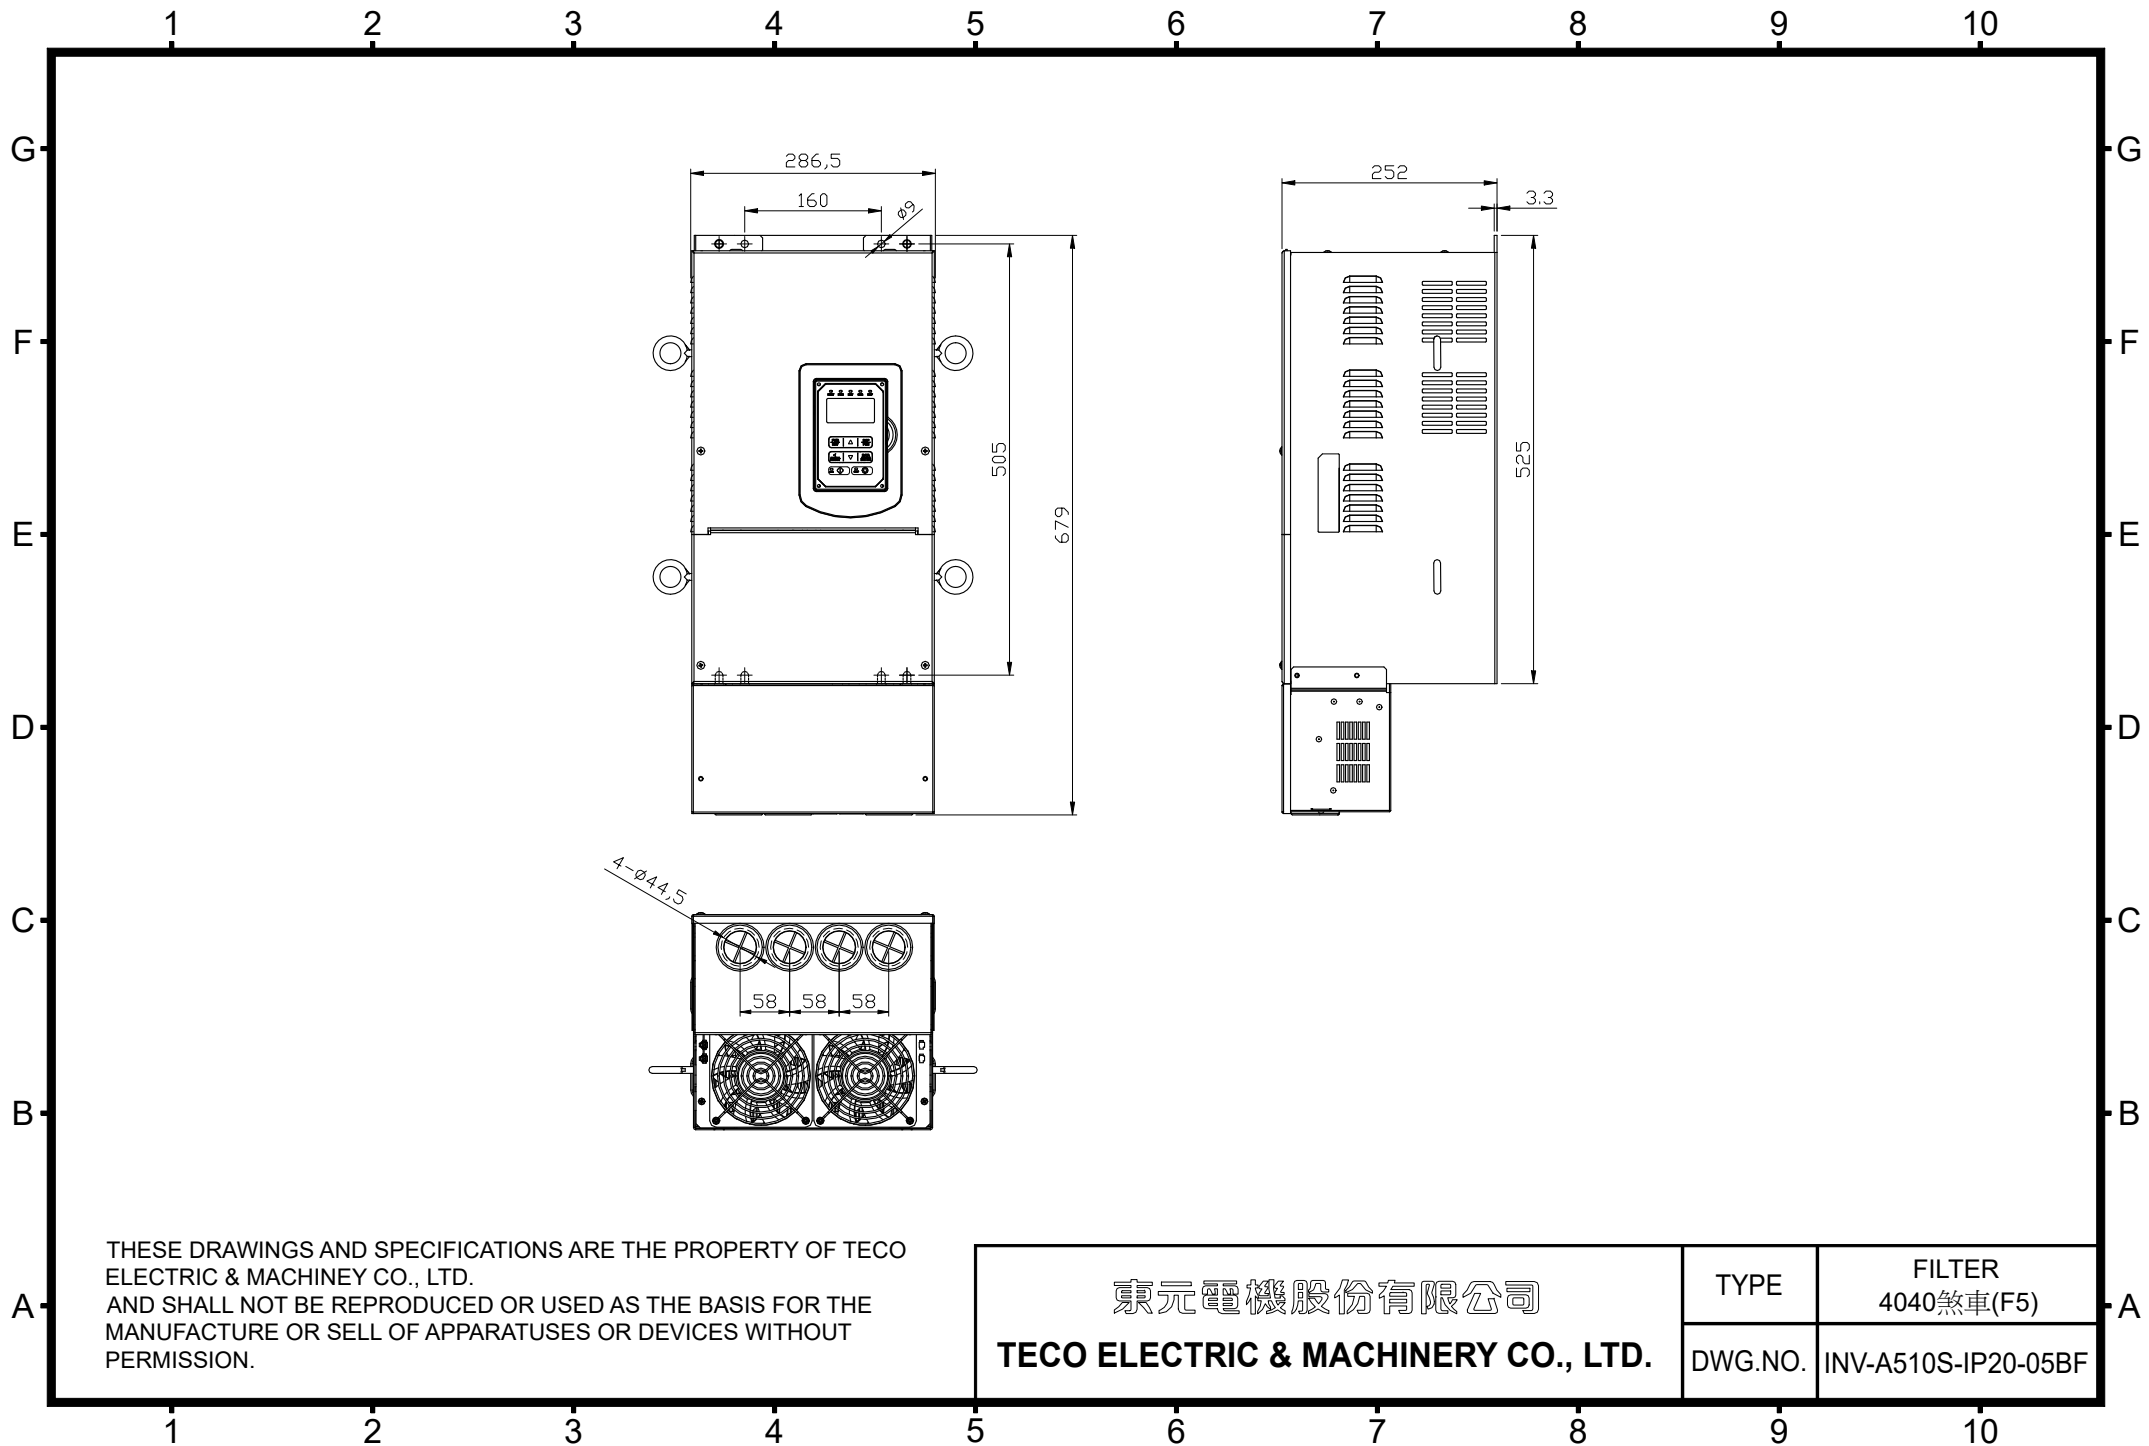 1 2 3 4 5 6 7 8 9 10
G G
F F
E E
D D
C C
B B
A A
286,5
160
ø9
505
679
252
3.3
525
4-ø44,5
58 58 58
THESE DRAWINGS AND SPECIFICATIONS ARE THE PROPERTY OF TECO
ELECTRIC & MACHINEY CO., LTD.
AND SHALL NOT BE REPRODUCED OR USED AS THE BASIS FOR THE
MANUFACTURE OR SELL OF APPARATUSES OR DEVICES WITHOUT
PERMISSION.
東元電機股份有限公司
TECO ELECTRIC & MACHINERY CO., LTD.
TYPE
FILTER
4040煞車(F5)
DWG.NO.
INV-A510S-IP20-05BF
1 2 3 4 5 6 7 8 9 10